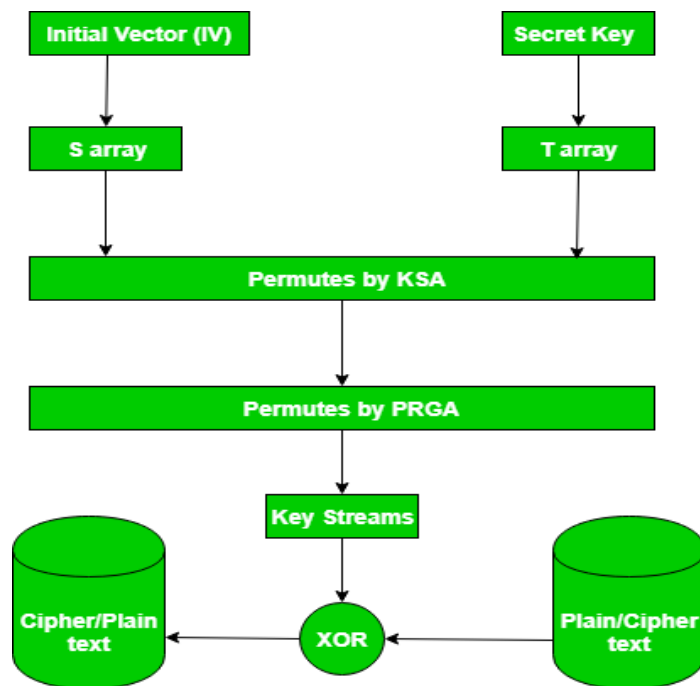 Initial Vector (IV)
Secret Key
S array
T array
Permutes by KSA
Permutes by PRGA
Key Streams
Cipher/Plain
text
XOR
Plain/Cipher
text